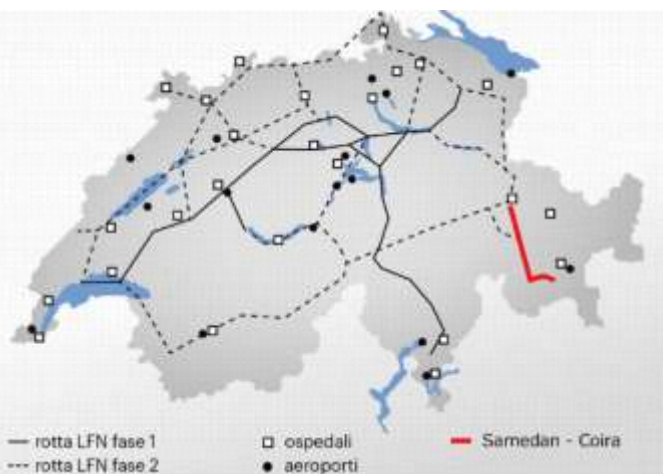 rotta LFN fase 1
ospedali
Samedan - Coira
rotta LFN fase 2
aeroporti